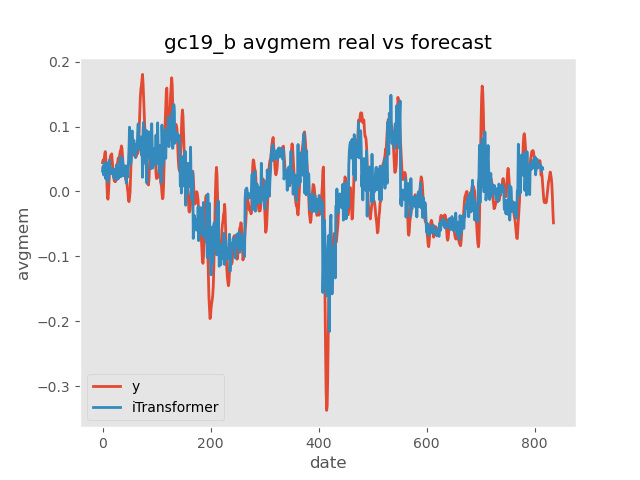 gc19_b avgmem real vs forecast
0.2
0.1
0.0
−0.1
−0.2
−0.3
avgmem
y
iTransformer
0
200
400
600
800
date